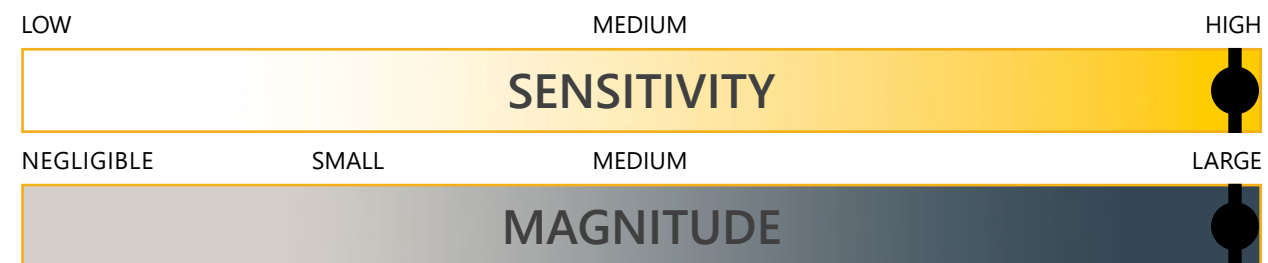 LOW MEDIUM HIGH
SENSITIVITY
NEGLIGIBLE SMALL MEDIUM LARGE
MAGNITUDE